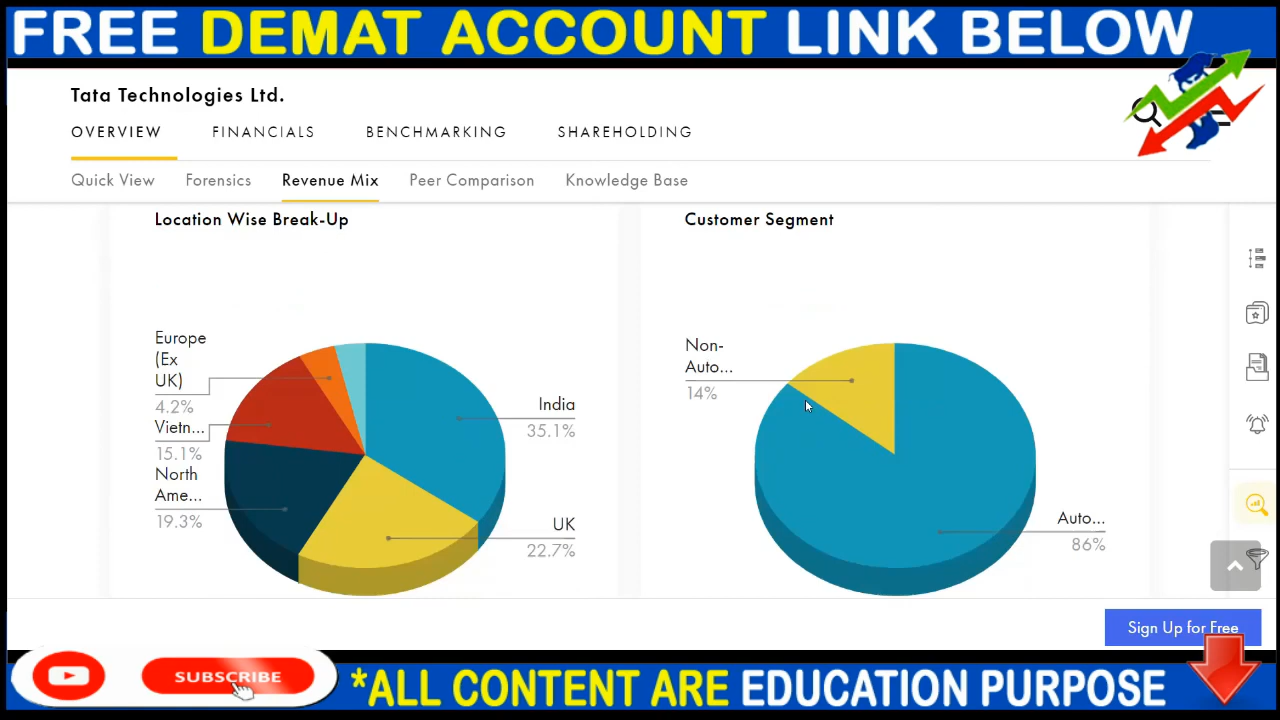 FREE DEMAT ACCOUNT LINK BELOW
Tata Technologies Ltd.
OVERVIEW FINANCIALS BENCHMARKING SHAREHOLDING
Quick View Forensics Revenue Mix Peer Comparison Knowledge Base
Location Wise Break-Up
Europe
(Ex
UK)
4.2%
Vietn...
15.1%
North
Ame...
19.3%
India
35.1%
UK
22.7%
Customer Segment
Non-
Auto...
14%
Auto...
86%
Sign Up for Free
SUBSCRIBE
*ALL CONTENT ARE EDUCATION PURPOSE